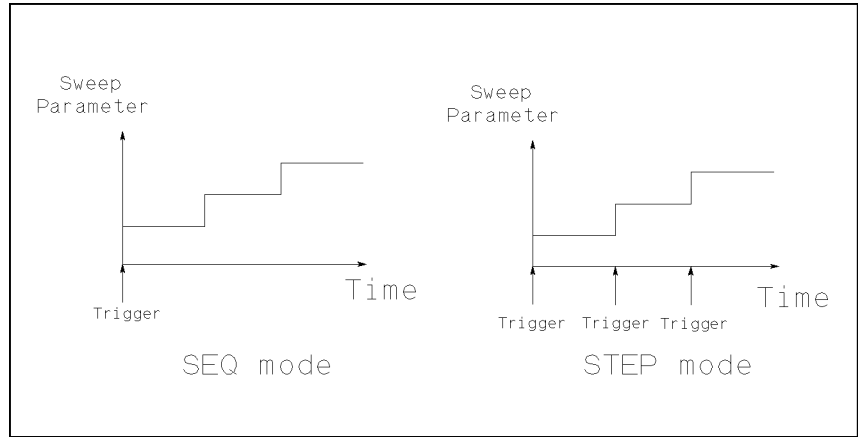 Sweep
Parameter
Time
Trigger
SEQ mode
Sweep
Parameter
Time
Trigger Trigger Trigger
STEP mode